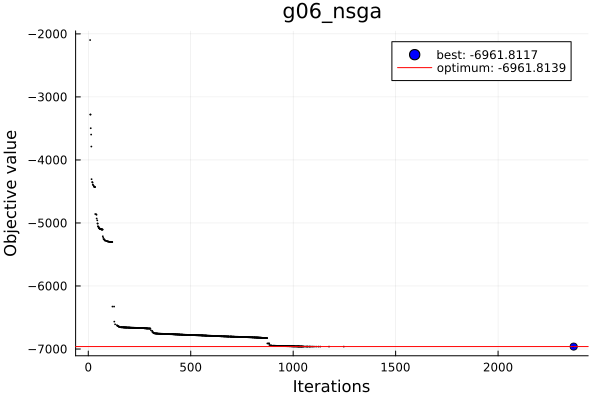 g06_nsga
best: -6961.8117
optimum: -6961.8139
Objective value
−2000
−3000
−4000
−5000
−6000
−7000
0
500
1000
1500
2000
Iterations